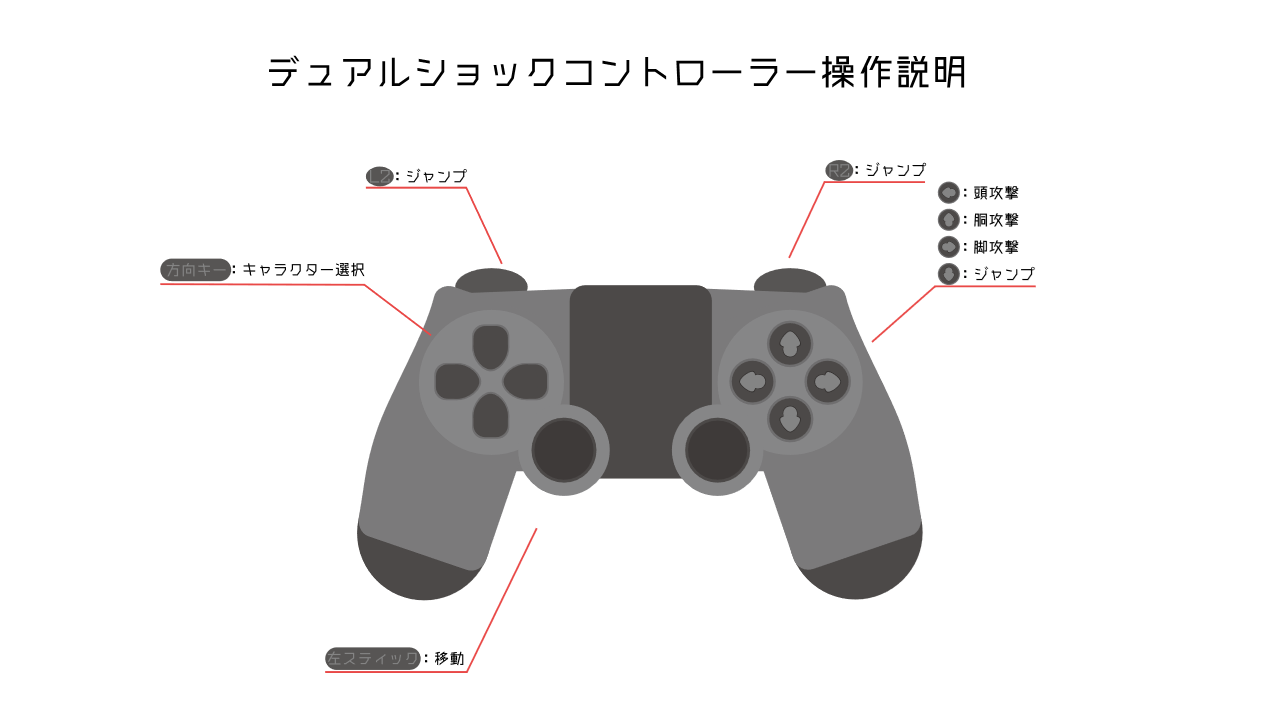 デュアルショックコントローラー操作説明
L2：ジャンプ
R2：ジャンプ
：頭攻撃
：胴攻撃
：脚攻撃
：ジャンプ
方向キー：キャラクター選択
左スティック：移動